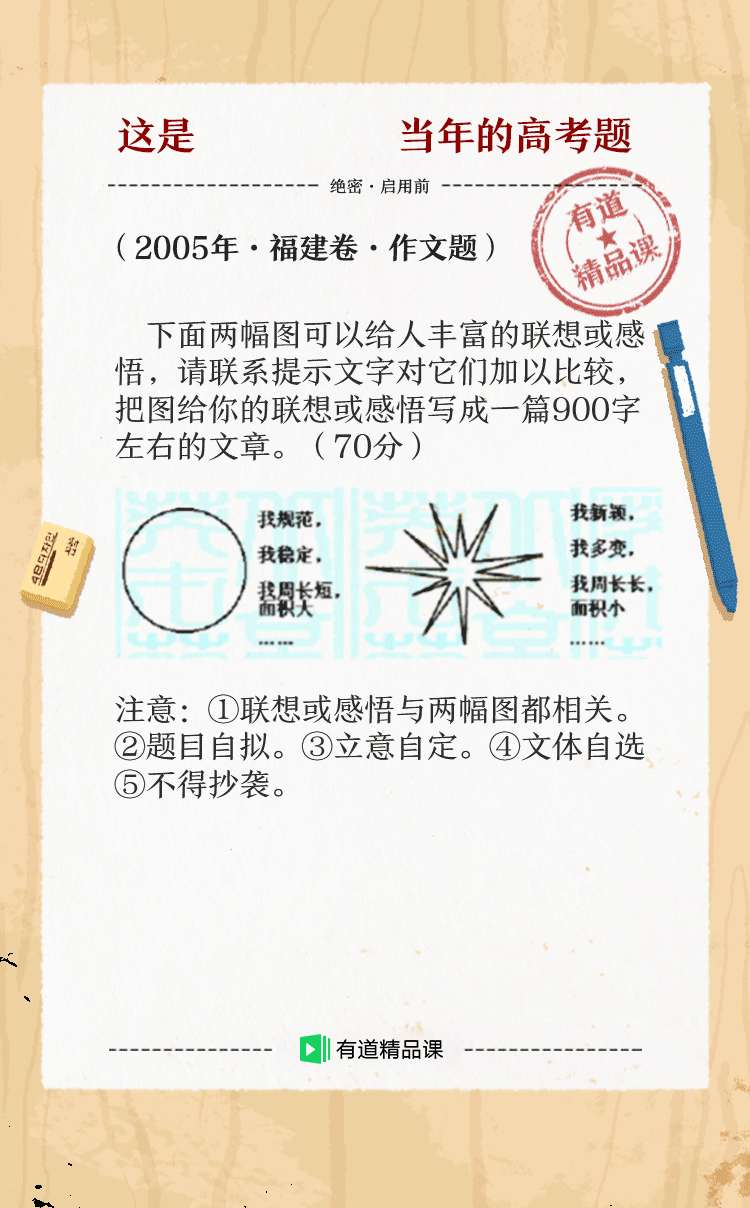 这是 当年的高考题
绝密·启用前
有道
精品课
（2005年·福建卷·作文题）
下面两幅图可以给人丰富的联想或感
悟，请联系提示文字对它们加以比较，
把图给你的联想或感悟写成一篇900字
左右的文章。（70分）
我规范，
我稳定，
我周长短，
面积大
……
我新颖，
我多变，
我周长长，
面积小
……
注意：①联想或感悟与两幅图都相关。
②题目自拟。③立意自定。④文体自选
⑤不得抄袭。
有道精品课